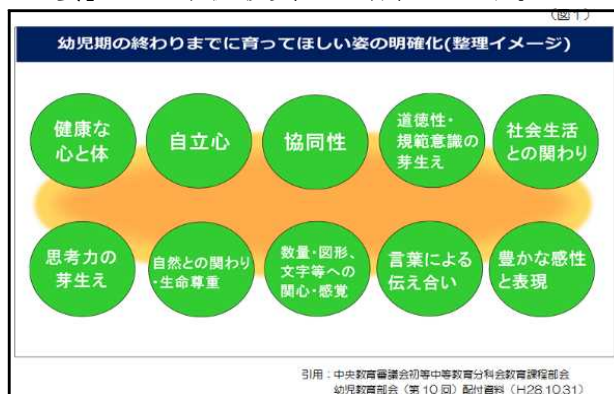 (図1)
幼児期の終わりまでに育ってほしい姿の明確化(整理イメージ)
健康な
心と体
自立心
協同性
道徳性・
規範意識の
芽生え
社会生活
との関わり
思考力の
芽生え
自然との関わり
・生命尊重
数量・図形、
文字等への
関心・感覚
言葉による
伝え合い
豊かな感性
と表現
引用：中央教育審議会初等中等教育分科会教育課程部会
幼児教育部会（第10回）配付資料（H28.10.31）